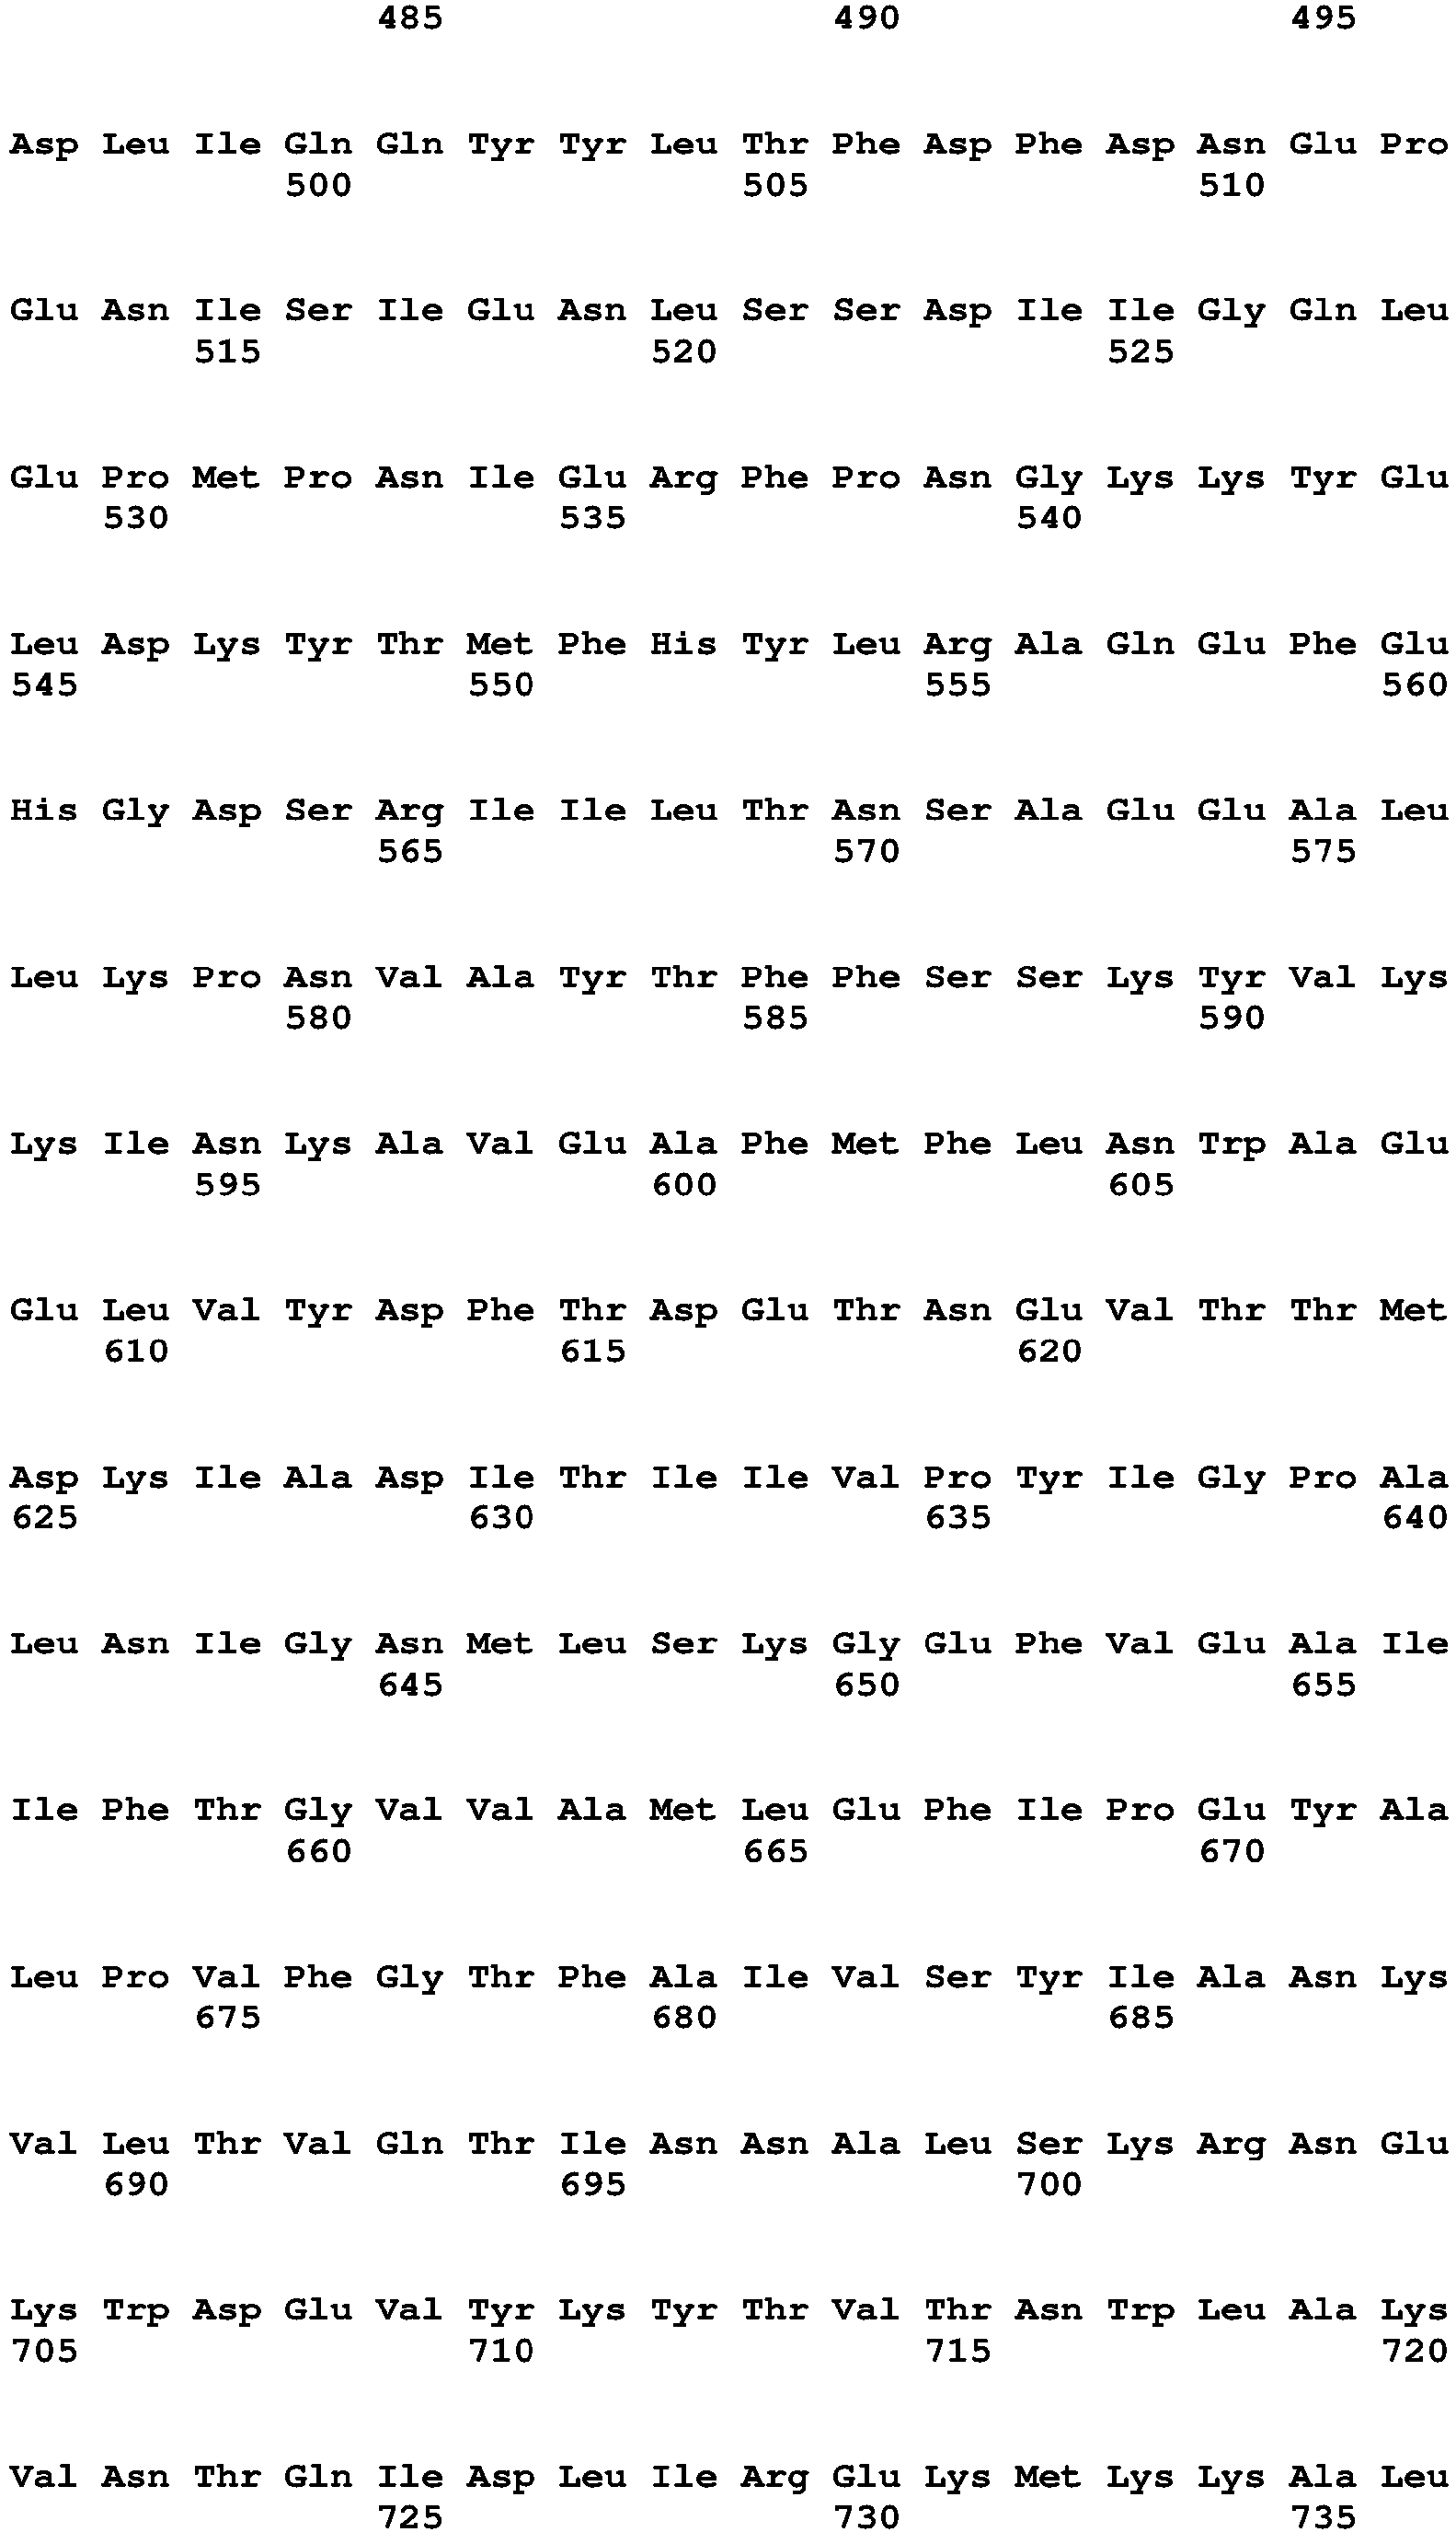 485 490 495
Asp Leu Ile Gln Gln Tyr Tyr Leu Thr Phe Asp Phe Asp Asn Glu Pro
500 505 510
Glu Asn Ile Ser Ile Glu Asn Leu Ser Ser Asp Ile Ile Gly Gln Leu
515 520 525
Glu Pro Met Pro Asn Ile Glu Arg Phe Pro Asn Gly Lys Lys Tyr Glu
530 535 540
Leu Asp Lys Tyr Thr Met Phe His Tyr Leu Arg Ala Gln Glu Phe Glu
545 550 555 560
His Gly Asp Ser Arg Ile Ile Leu Thr Asn Ser Ala Glu Glu Ala Leu
565 570 575
Leu Lys Pro Asn Val Ala Tyr Thr Phe Phe Ser Ser Lys Tyr Val Lys
580 585 590
Lys Ile Asn Lys Ala Val Glu Ala Phe Met Phe Leu Asn Trp Ala Glu
595 600 605
Glu Leu Val Tyr Asp Phe Thr Asp Glu Thr Asn Glu Val Thr Thr Met
610 615 620
Asp Lys Ile Ala Asp Ile Thr Ile Ile Val Pro Tyr Ile Gly Pro Ala
625 630 635 640
Leu Asn Ile Gly Asn Met Leu Ser Lys Gly Glu Phe Val Glu Ala Ile
645 650 655
Ile Phe Thr Gly Val Val Ala Met Leu Glu Phe Ile Pro Glu Tyr Ala
660 665 670
Leu Pro Val Phe Gly Thr Phe Ala Ile Val Ser Tyr Ile Ala Asn Lys
675 680 685
Val Leu Thr Val Gln Thr Ile Asn Asn Ala Leu Ser Lys Arg Asn Glu
690 695 700
Lys Trp Asp Glu Val Tyr Lys Tyr Thr Val Thr Asn Trp Leu Ala Lys
705 710 715 720
Val Asn Thr Gln Ile Asp Leu Ile Arg Glu Lys Met Lys Lys Ala Leu
725 730 735